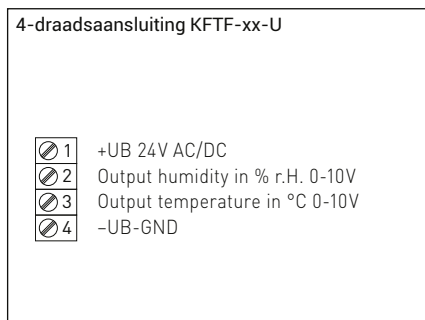 4-draadsaansluiting KFTF-xx-U
1 +UB 24V AC/DC
2 Output humidity in % r.H. 0-10V
3 Output temperature in °C 0-10V
4 –UB-GND